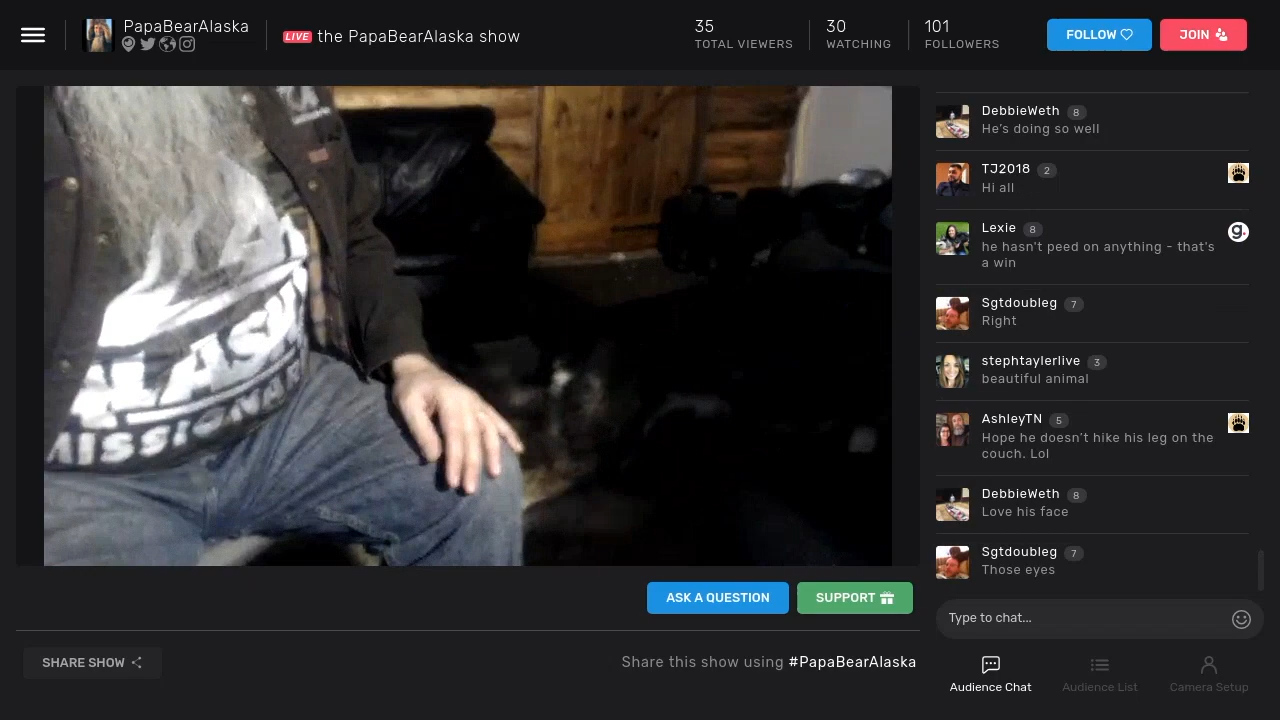 PapaBearAlaska
LIVE the PapaBearAlaska show
35
TOTAL VIEWERS
30
WATCHING
101
FOLLOWERS
FOLLOW
JOIN
ALASK
MISSIONAR
DebbieWeth 8
He's doing so well
TJ2018 2
Hi all
Lexie 8
g.
he hasn't peed on anything - that's
a win
Sgtdoubleg 7
Right
stephtaylerlive 3
beautiful animal
AshleyTN 5
Hope he doesn't hike his leg on the
couch. Lol
DebbieWeth 8
Love his face
Sgtdoubleg 7
Those eyes
ASK A QUESTION
SUPPORT
Type to chat...
SHARE SHOW
Share this show using #PapaBearAlaska
Audience Chat
Audience List
Camera Setup